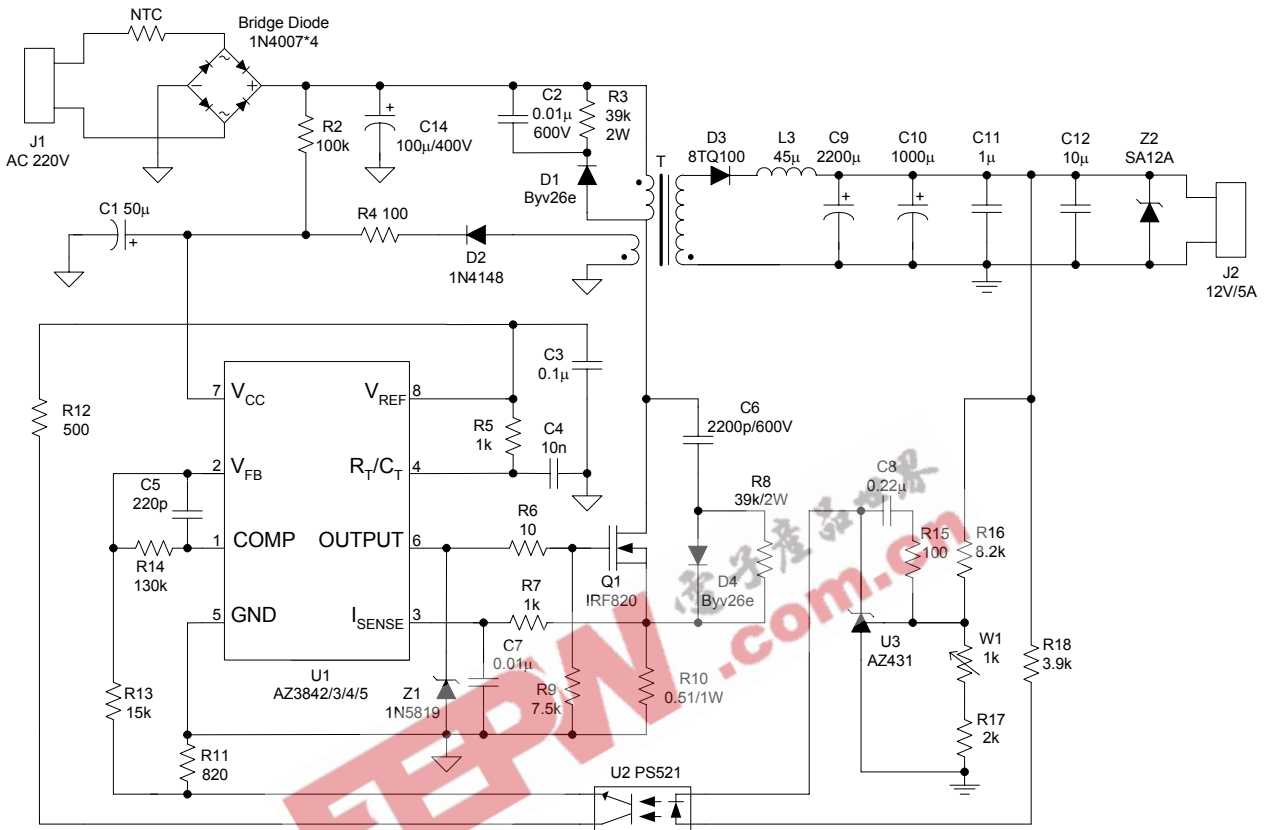 NTC
Bridge Diode
1N4007*4
J1
AC 220V
R2
100k
+
C14
100µ/400V
C2
0.01µ
600V
R3
39k
2W
D1
Byv26e
T
D3
8TQ100
L3
45µ
C9
2200µ
+
C10
1000µ
+
C11
1µ
C12
10µ
Z2
SA12A
J2
12V/5A
C1 50µ
+
R4 100
D2
1N4148
R12
500
7 VCC
VREF 8
2 VFB
RT/CT 4
1 COMP
OUTPUT 6
5 GND
ISENSE 3
U1
AZ3842/3/4/5
C3
0.1µ
R5
1k
C4
10n
C5
220p
R14
130k
R13
15k
R11
820
R6
10
R7
1k
C7
0.01µ
Z1
1N5819
R9
7.5k
Q1
IRF820
R10
0.51/1W
C6
2200p/600V
R8
39k/2W
D4
Byv26e
C8
0.22µ
R15
100
R16
8.2k
U3
AZ431
W1
1k
R17
2k
R18
3.9k
U2 PS521
電子產品世界
EEPW
.com.cn